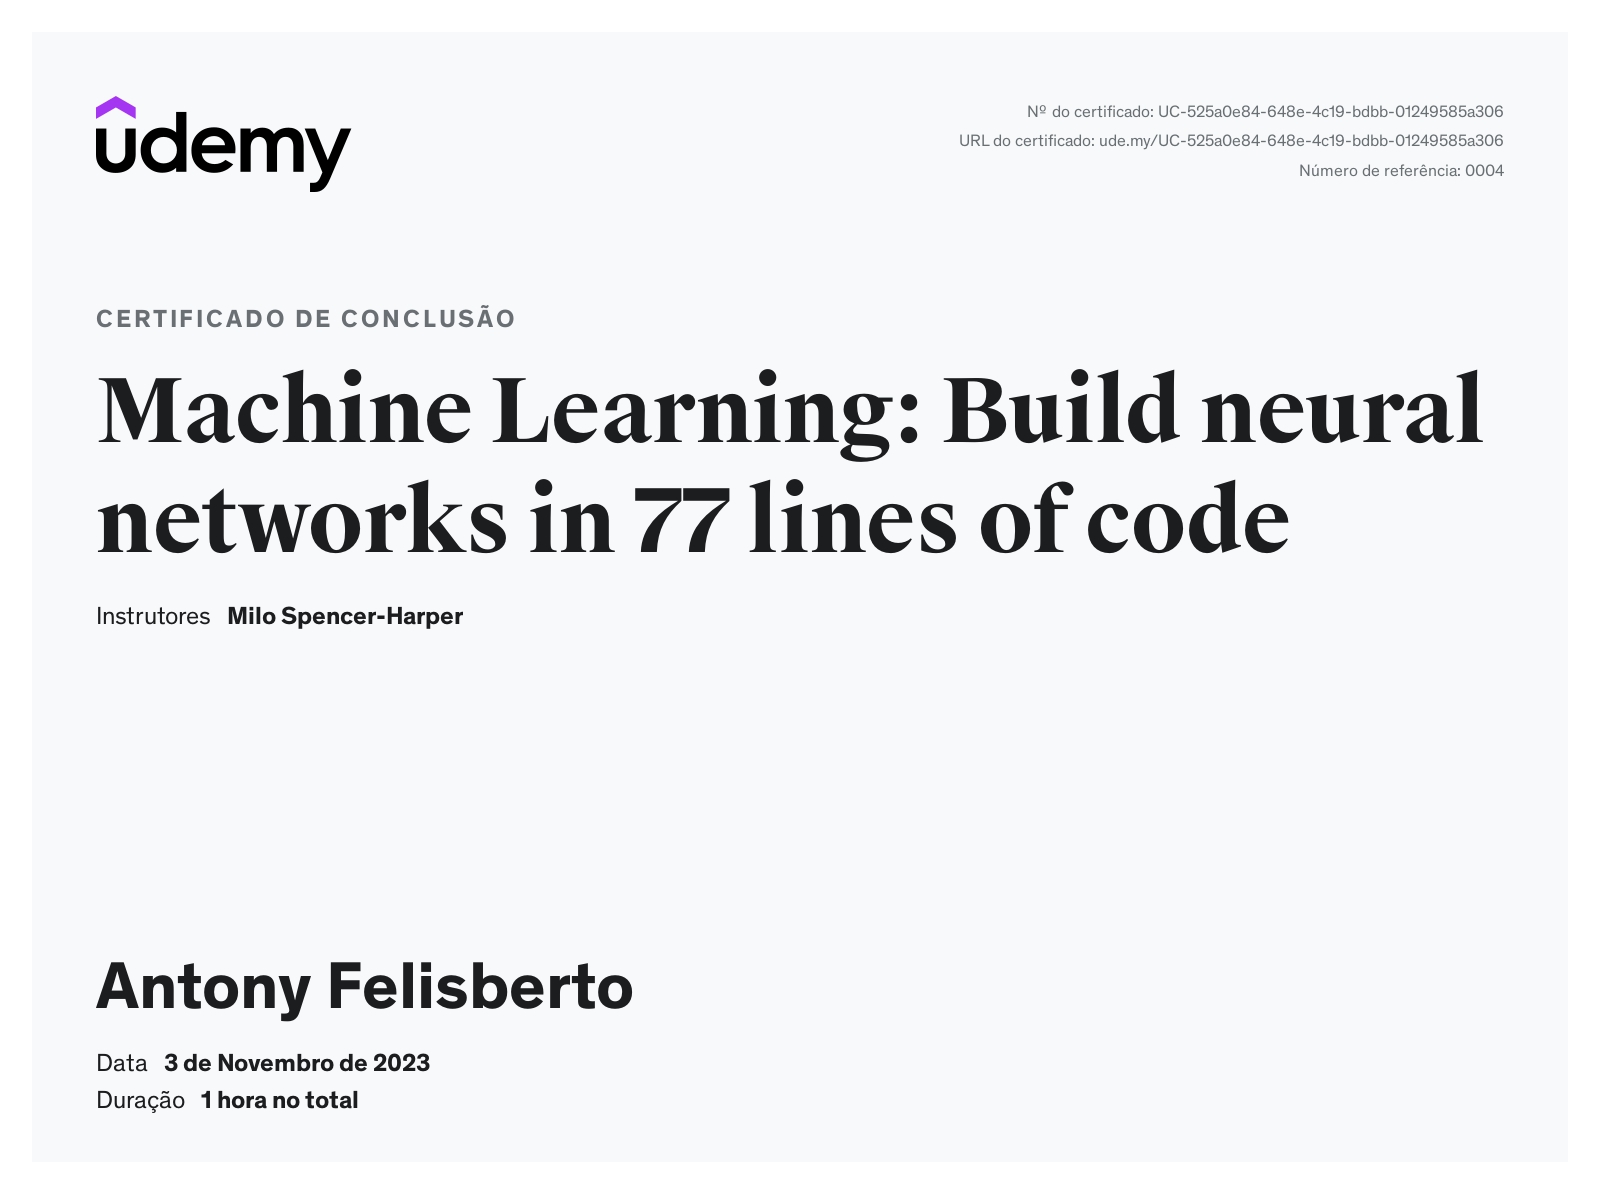 udemy
Nº do certificado: UC-525a0e84-648e-4c19-bdbb-01249585a306
URL do certificado: ude.my/UC-525a0e84-648e-4c19-bdbb-01249585a306
Número de referência: 0004
CERTIFICADO DE CONCLUSÃO
Machine Learning: Build neural
networks in 77 lines of code
Instrutores Milo Spencer-Harper
Antony Felisberto
Data 3 de Novembro de 2023
Duração 1 hora no total